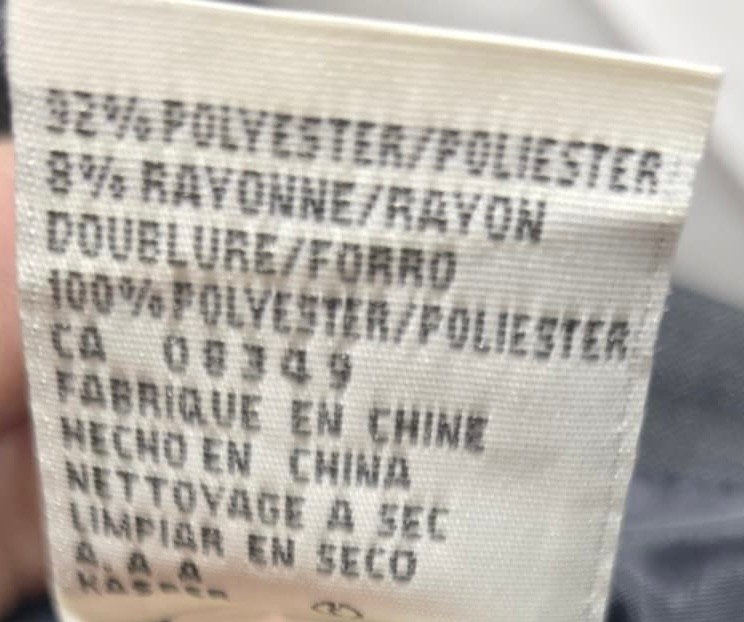 92% POLYESTER/POLIESTER
8% RAYONNE/RAYON
DOUBLURE/FORRO
100% POLYESTER/POLIESTER
CA 08349
FABRIQUE EN CHINE
HECHO EN CHINA
NETTOYAGE A SEC
LIMPIAR EN SECO
A. A A